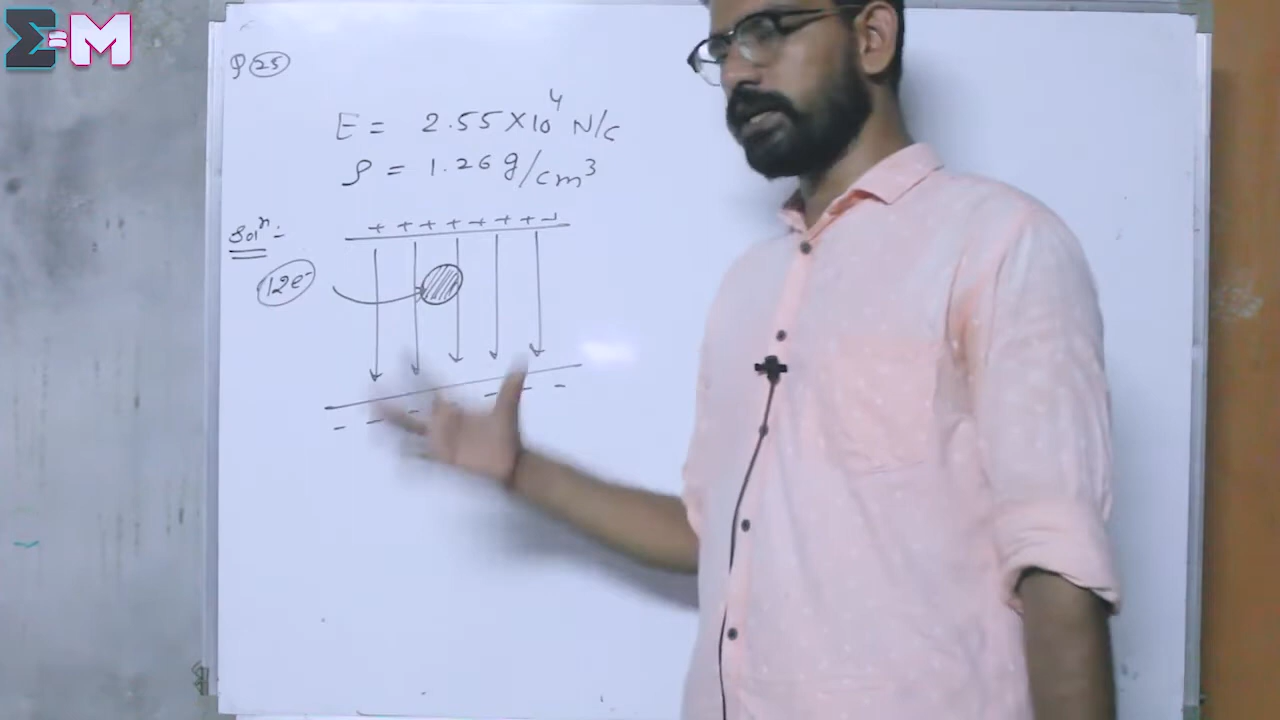 Σ=M
Q 25
E = 2.55×10⁴ N/c
ρ = 1.26 g/cm³
+ + + + + + + +
Solⁿ:-
12e⁻
- - - - - -